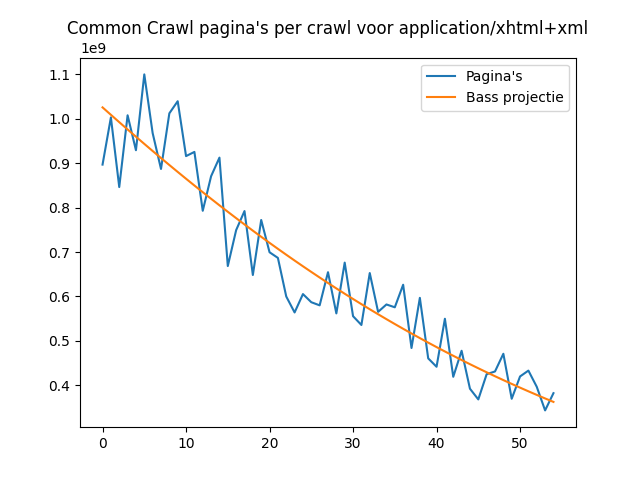 Common Crawl pagina's per crawl voor application/xhtml+xml
1e9
Pagina's
Bass projectie
1.1
1.0
0.9
0.8
0.7
0.6
0.5
0.4
0 10 20 30 40 50